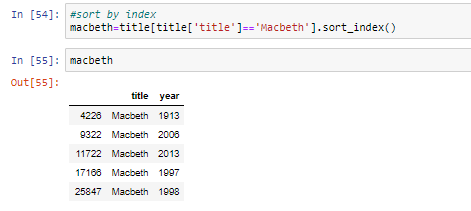 In [54]: #sort by index
macbeth=title[title['title']=='Macbeth'].sort_index()
In [55]: macbeth
Out[55]:
title year
4226 Macbeth 1913
9322 Macbeth 2006
11722 Macbeth 2013
17166 Macbeth 1997
25847 Macbeth 1998